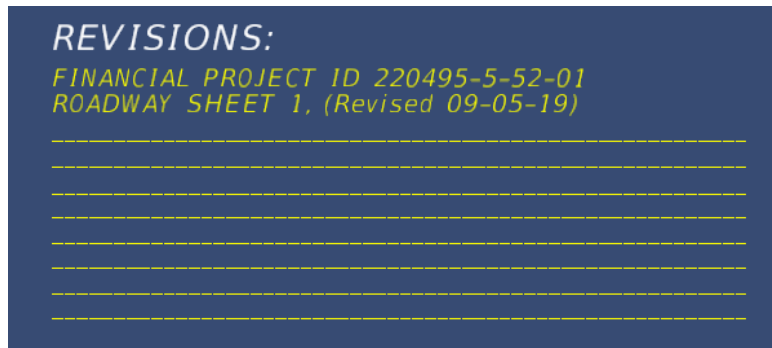 REVISIONS:
FINANCIAL PROJECT ID 220495-5-52-01
ROADWAY SHEET 1, (Revised 09-05-19)